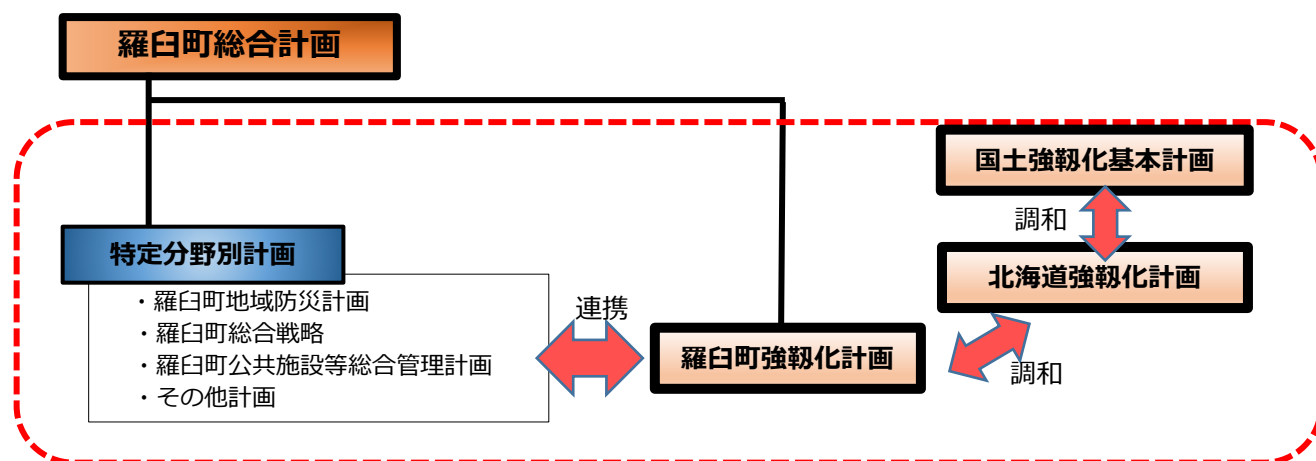 羅臼町総合計画
国土強靱化基本計画
調和
特定分野別計画
北海道強靱化計画
・羅臼町地域防災計画
・羅臼町総合戦略
・羅臼町公共施設等総合管理計画
・その他計画
連携
羅臼町強靱化計画
調和